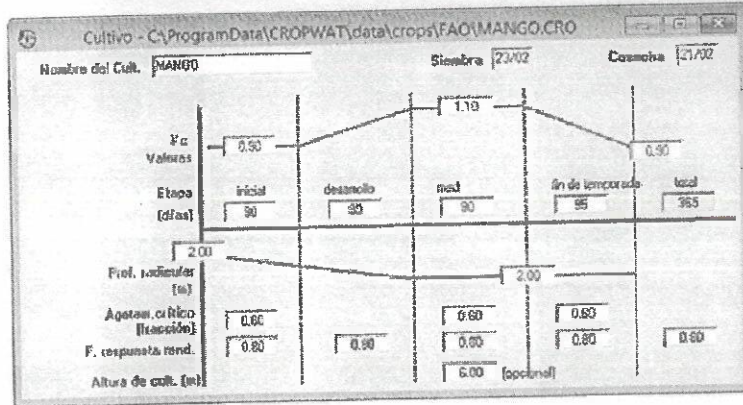 Cultivo - C:\ProgramData\CROPWAT\data\crops\FAO\MANGO.CRO
Nombre del Cult. MANGO Siembra 23/02 Cosecha 21/02
Kc Valores 0.90 1.10 0.90
Etapa inicial desarrollo med fin de temporada total
(días) 90 90 90 95 365
2.00
Prof. radicular 2.00
(m)
Agotam. crítico
(fracción) 0.60 0.60 0.60
F. respuesta rend. 0.80 0.80 0.80 0.80 0.80
Altura de cult. (m) 6.00 (opcional)